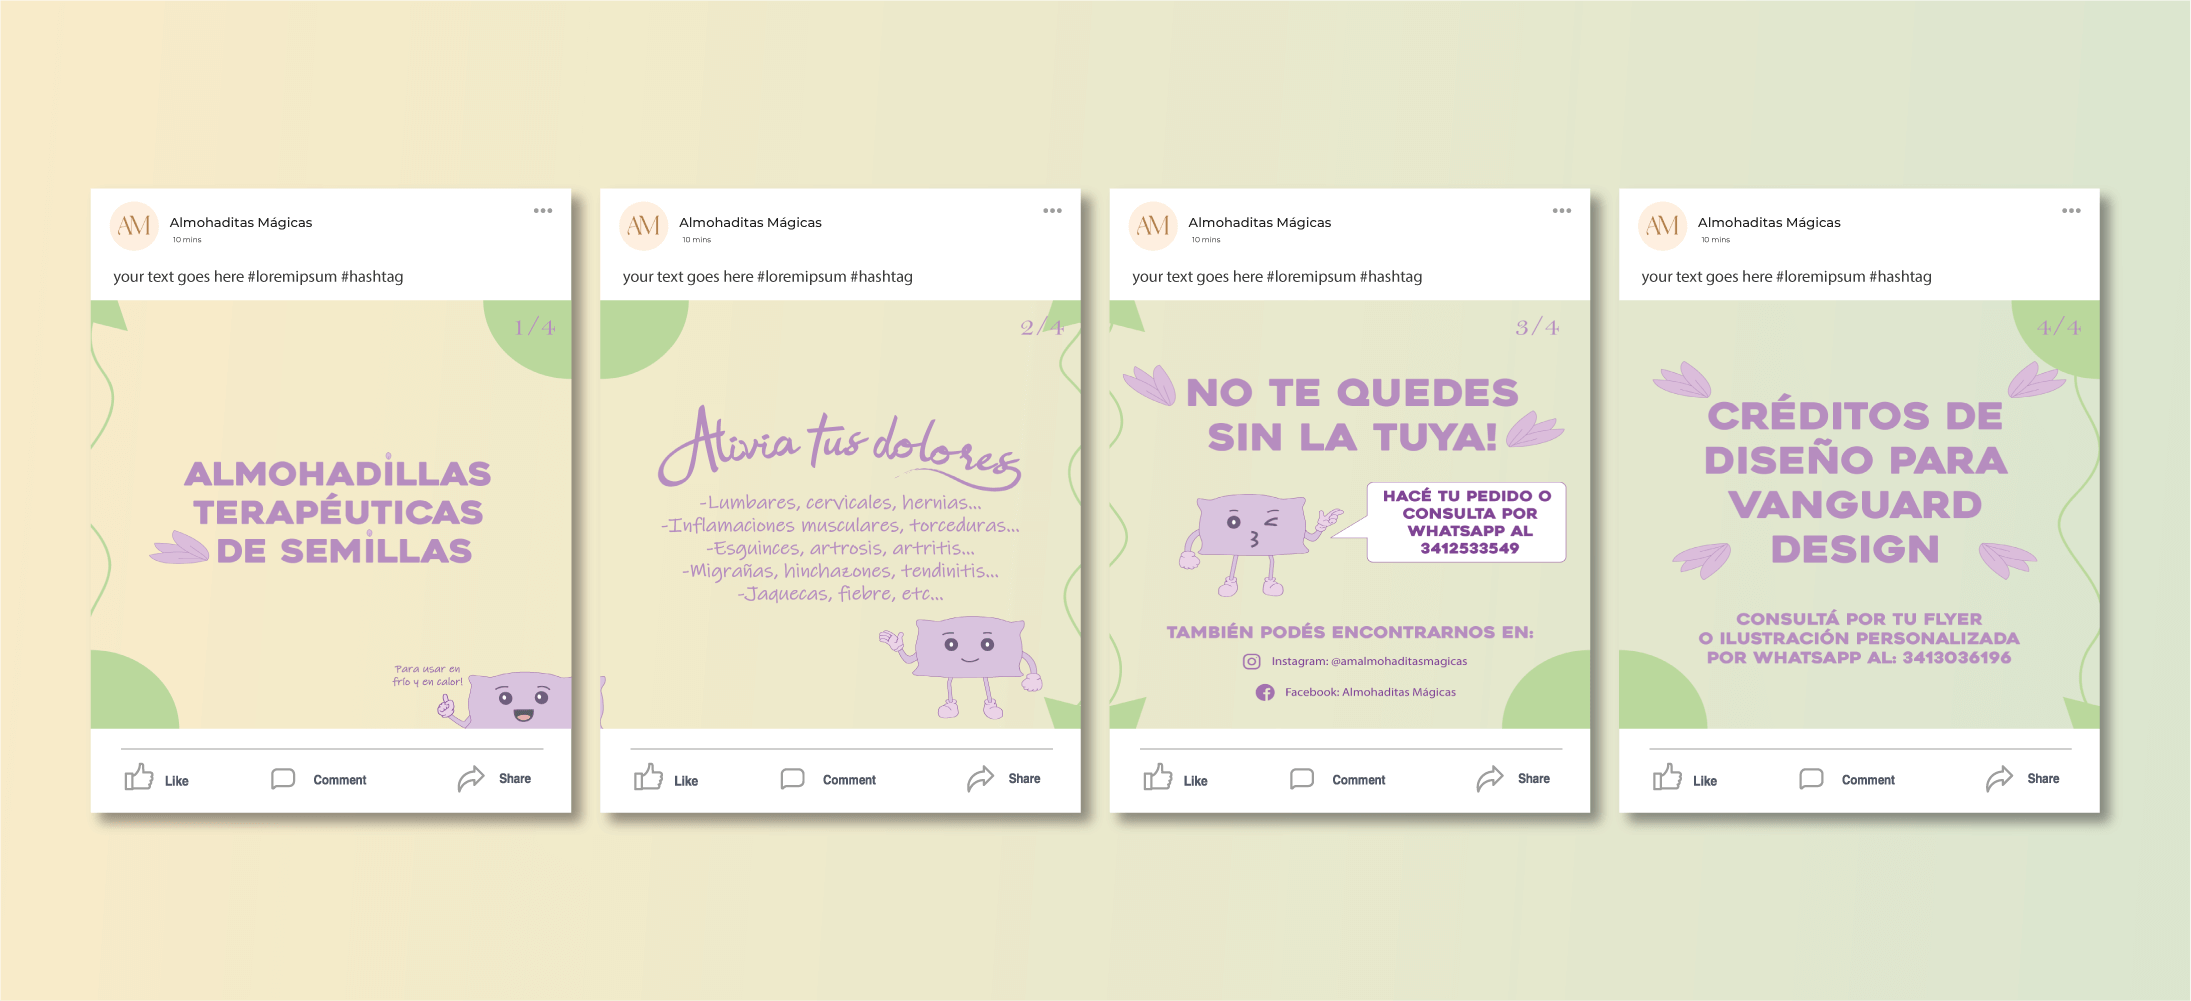 AM
Almohaditas Mágicas
10 mins
your text goes here #loremipsum #hashtag
1/4
ALMOHADILLAS
TERAPÉUTICAS
DE SEMILLAS
Para usar en
frío y en calor!
Like
Comment
Share
AM
Almohaditas Mágicas
10 mins
your text goes here #loremipsum #hashtag
2/4
Alivia tus dolores
-Lumbares, cervicales, hernias...
-Inflamaciones musculares, torceduras...
-Esguinces, artrosis, artritis...
-Migrañas, hinchazones, tendinitis...
-Jaquecas, fiebre, etc...
Like
Comment
Share
AM
Almohaditas Mágicas
10 mins
your text goes here #loremipsum #hashtag
3/4
NO TE QUEDES
SIN LA TUYA!
HACÉ TU PEDIDO O
CONSULTA POR
WHATSAPP AL
3412533549
TAMBIÉN PODÉS ENCONTRARNOS EN:
Instagram: @amalmohaditasmagicas
Facebook: Almohaditas Mágicas
Like
Comment
Share
AM
Almohaditas Mágicas
10 mins
your text goes here #loremipsum #hashtag
4/4
CRÉDITOS DE
DISEÑO PARA
VANGUARD
DESIGN
CONSULTÁ POR TU FLYER
O ILUSTRACIÓN PERSONALIZADA
POR WHATSAPP AL: 3413036196
Like
Comment
Share